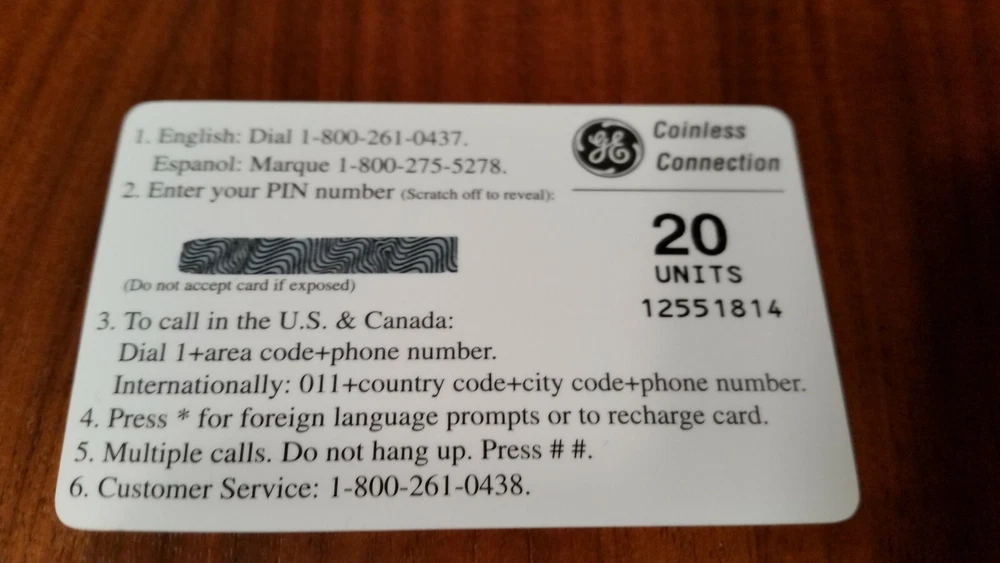 1. English: Dial 1-800-261-0437.
Espanol: Marque 1-800-275-5278.
2. Enter your PIN number (Scratch off to reveal):
(Do not accept card if exposed)
3. To call in the U.S. & Canada:
Dial 1+area code+phone number.
Internationally: 011+country code+city code+phone number.
4. Press * for foreign language prompts or to recharge card.
5. Multiple calls. Do not hang up. Press # #.
6. Customer Service: 1-800-261-0438.
GE
Coinless
Connection
20
UNITS
12551814